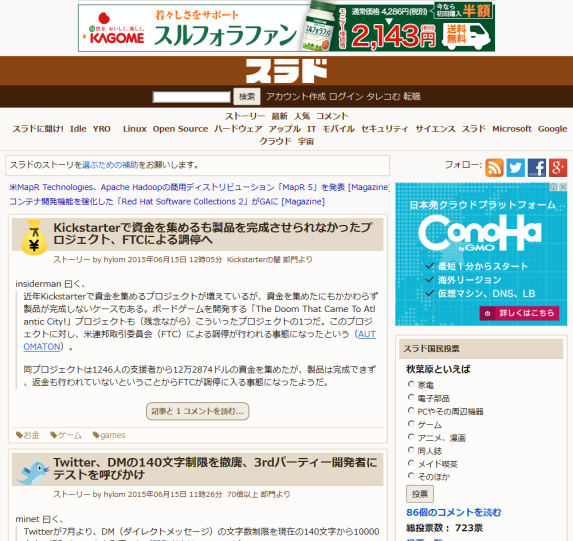 若々しさをサポート
KAGOME
スルフォラファン
通常価格 4,286円(税別)
今なら初回購入 半額
2,143円(税別)
送料無料
スラド
検索 アカウント作成 ログイン タレコむ 転職
ストーリー 最新 人気 コメント
スラドに聞け! Idle YRO Linux Open Source ハードウェア アップル IT モバイル セキュリティ サイエンス スラド Microsoft Google
クラウド 宇宙
スラドのストーリを選ぶための補助をお願いします。
フォロー:
米MapR Technologies、Apache Hadoopの商用ディストリビューション「MapR 5」を発表 [Magazine]
コンテナ開発機能を強化した「Red Hat Software Collections 2」がGAに [Magazine]
Kickstarterで資金を集めるも製品を完成させられなかったプ
ロジェクト、FTCによる調停へ
ストーリー by hylom 2015年06月15日 12時05分 Kickstarterの闇 部門より
insiderman 曰く、
近年Kickstarterで資金を集めるプロジェクトが増えているが、資金を集めたにもかかわらず
製品が完成しないケースもある。ボードゲームを開発する「The Doom That Came To Atl
antic City!」プロジェクトも（残念ながら）こういったプロジェクトの1つだ。このプロジ
ェクトに対し、米連邦取引委員会（FTC）による調停が行われる事態になったという（AUT
OMATON）。
同プロジェクトは1246人の支援者から12万2874ドルの資金を集めたが、製品は完成できず
、返金も行われていないということからFTCが調停に入る事態になったようだ。
記事と 1 コメントを読む...
お金 ゲーム games
Twitter、DMの140文字制限を撤廃、3rdパーティー開発者に
テストを呼びかけ
ストーリー by hylom 2015年06月15日 11時26分 70倍以上 部門より
minet 曰く、
Twitterが7月より、DM（ダイレクトメッセージ）の文字数制限を現在の140文字から10000
日本発クラウドプラットフォーム
ConoHa
by GMO
最短1分からスタート
海外リージョン
仮想マシン、DNS、LB
詳しくはこちら
スラド国民投票
秋葉原といえば
家電
電子部品
PCやその周辺機器
ゲーム
アニメ、漫画
同人誌
メイド喫茶
そのほか
投票
86個のコメントを読む
総投票数： 723票